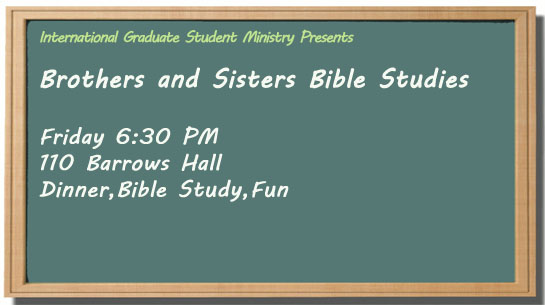 International Graduate Student Ministry Presents
Brothers and Sisters Bible Studies
Friday 6:30 PM
110 Barrows Hall
Dinner,Bible Study,Fun